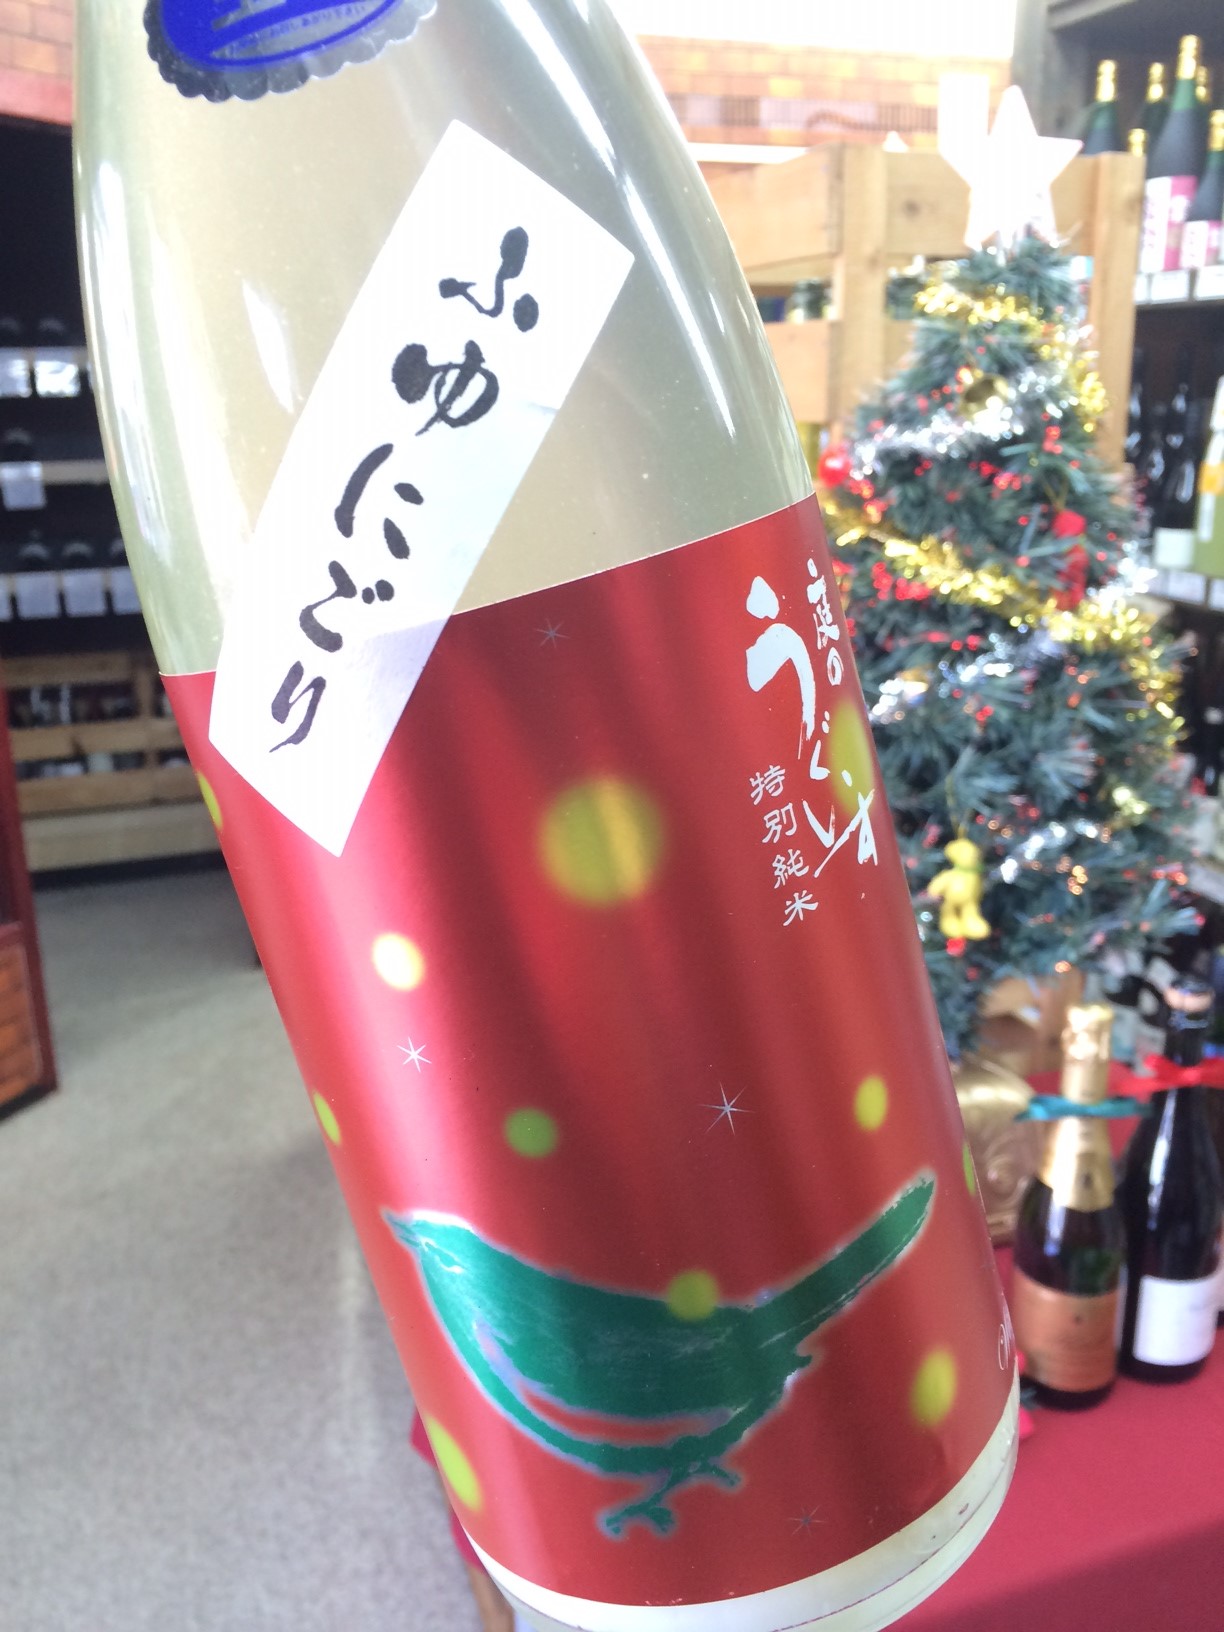 ふゆにごり
庭の
うぐいす
特別純米